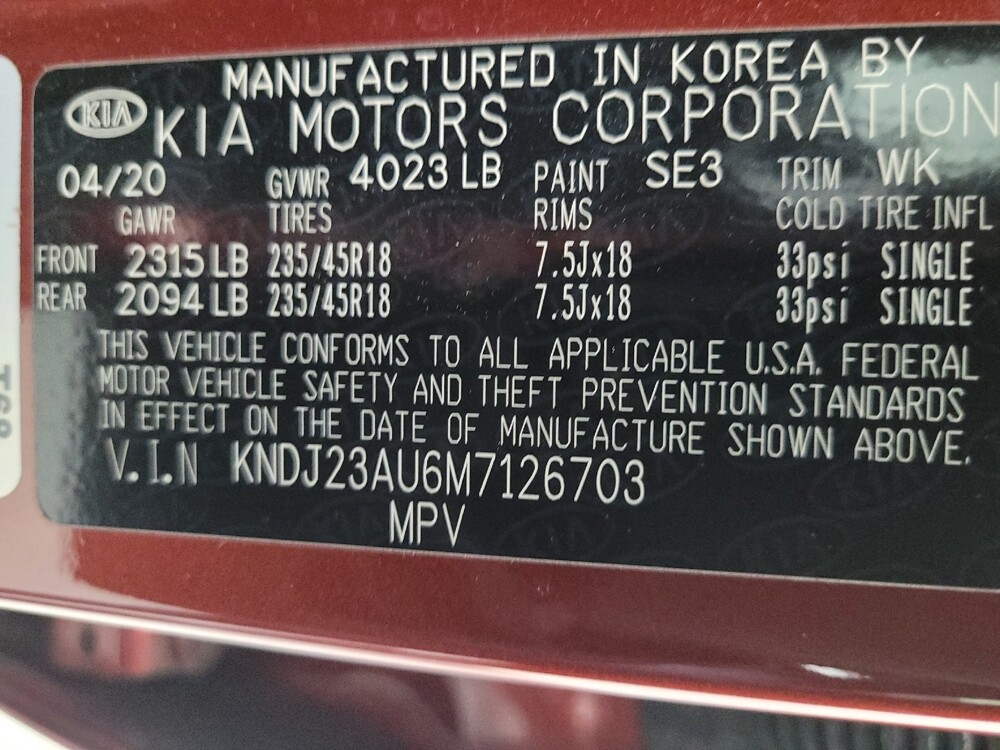 MANUFACTURED IN KOREA BY
KIA KIA MOTORS CORPORATION
04/20 GVWR 4023 LB PAINT SE3 TRIM WK
GAWR TIRES RIMS COLD TIRE INFL
FRONT 2315 LB 235/45R18 7.5Jx18 33psi SINGLE
REAR 2094 LB 235/45R18 7.5Jx18 33psi SINGLE
THIS VEHICLE CONFORMS TO ALL APPLICABLE U.S.A. FEDERAL
MOTOR VEHICLE SAFETY AND THEFT PREVENTION STANDARDS
IN EFFECT ON THE DATE OF MANUFACTURE SHOWN ABOVE.
V.I.N KNDJ23AU6M7126703
MPV